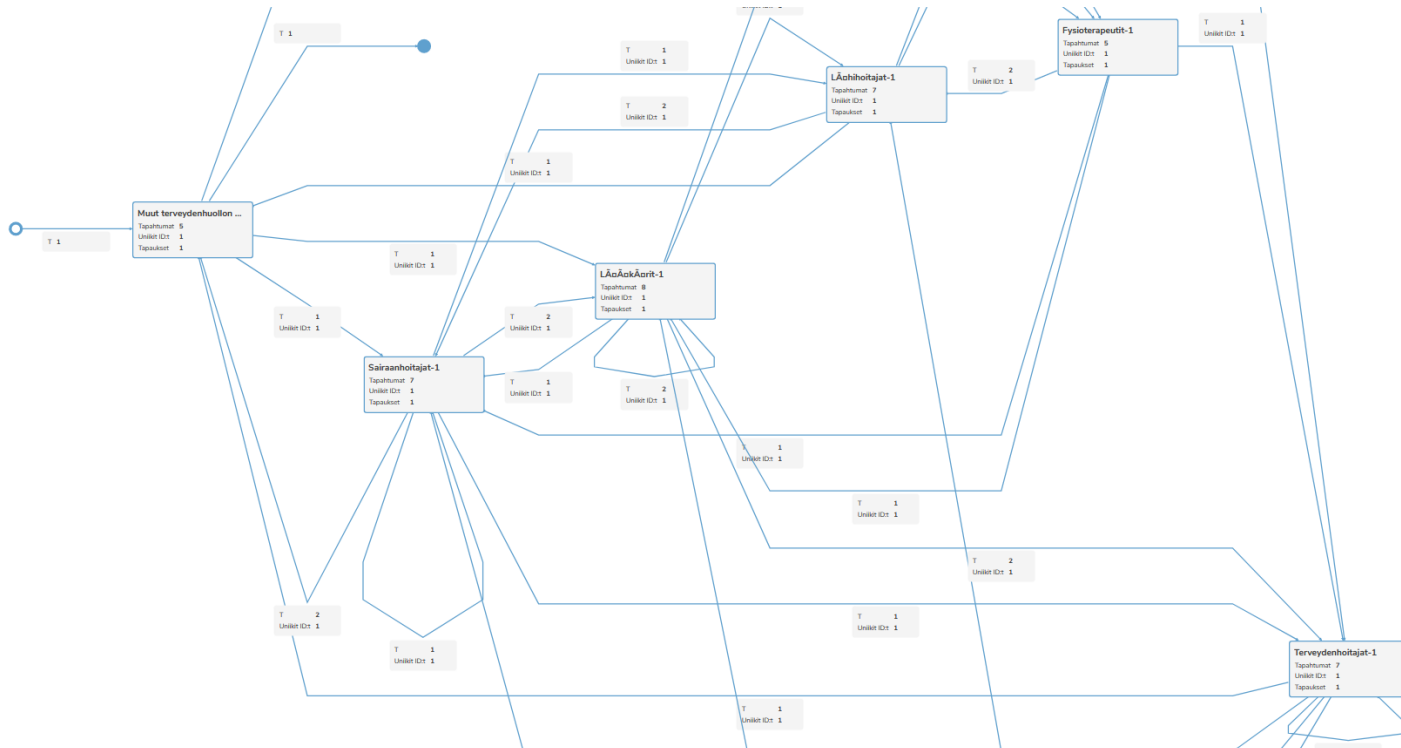 Uniikit ID:t 1
T 1
Fysioterapeutit-1
Tapahtumat 5
Uniikit ID:t 1
Tapaukset 1
T 1
Uniikit ID:t 1
T 1
Uniikit ID:t 1
LÃ¤hihoitajat-1
Tapahtumat 7
Uniikit ID:t 1
Tapaukset 1
T 2
Uniikit ID:t 1
T 2
Uniikit ID:t 1
T 1
Uniikit ID:t 1
Muut terveydenhuollon ...
Tapahtumat 5
Uniikit ID:t 1
Tapaukset 1
T 1
T 1
Uniikit ID:t 1
LÃ¤Ã¤kÃ¤rit-1
Tapahtumat 8
Uniikit ID:t 1
Tapaukset 1
T 1
Uniikit ID:t 1
T 2
Uniikit ID:t 1
Sairaanhoitajat-1
Tapahtumat 7
Uniikit ID:t 1
Tapaukset 1
T 1
Uniikit ID:t 1
T 2
Uniikit ID:t 1
T 1
Uniikit ID:t 1
T 1
Uniikit ID:t 1
T 2
Uniikit ID:t 1
T 2
Uniikit ID:t 1
T 1
Uniikit ID:t 1
T 1
Uniikit ID:t 1
Terveydenhoitajat-1
Tapahtumat 7
Uniikit ID:t 1
Tapaukset 1
T 1
Uniikit ID:t 1